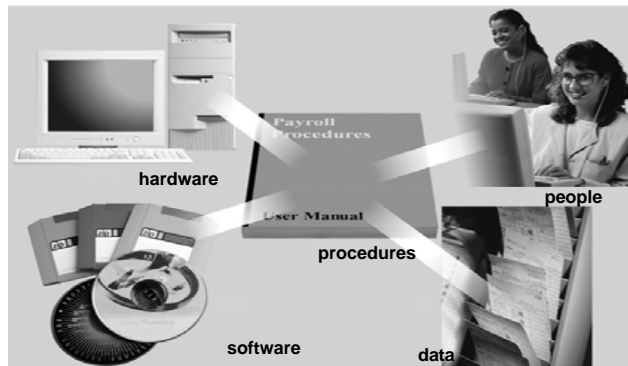 Payroll
Procedures
hardware
people
User Manual
procedures
software
data